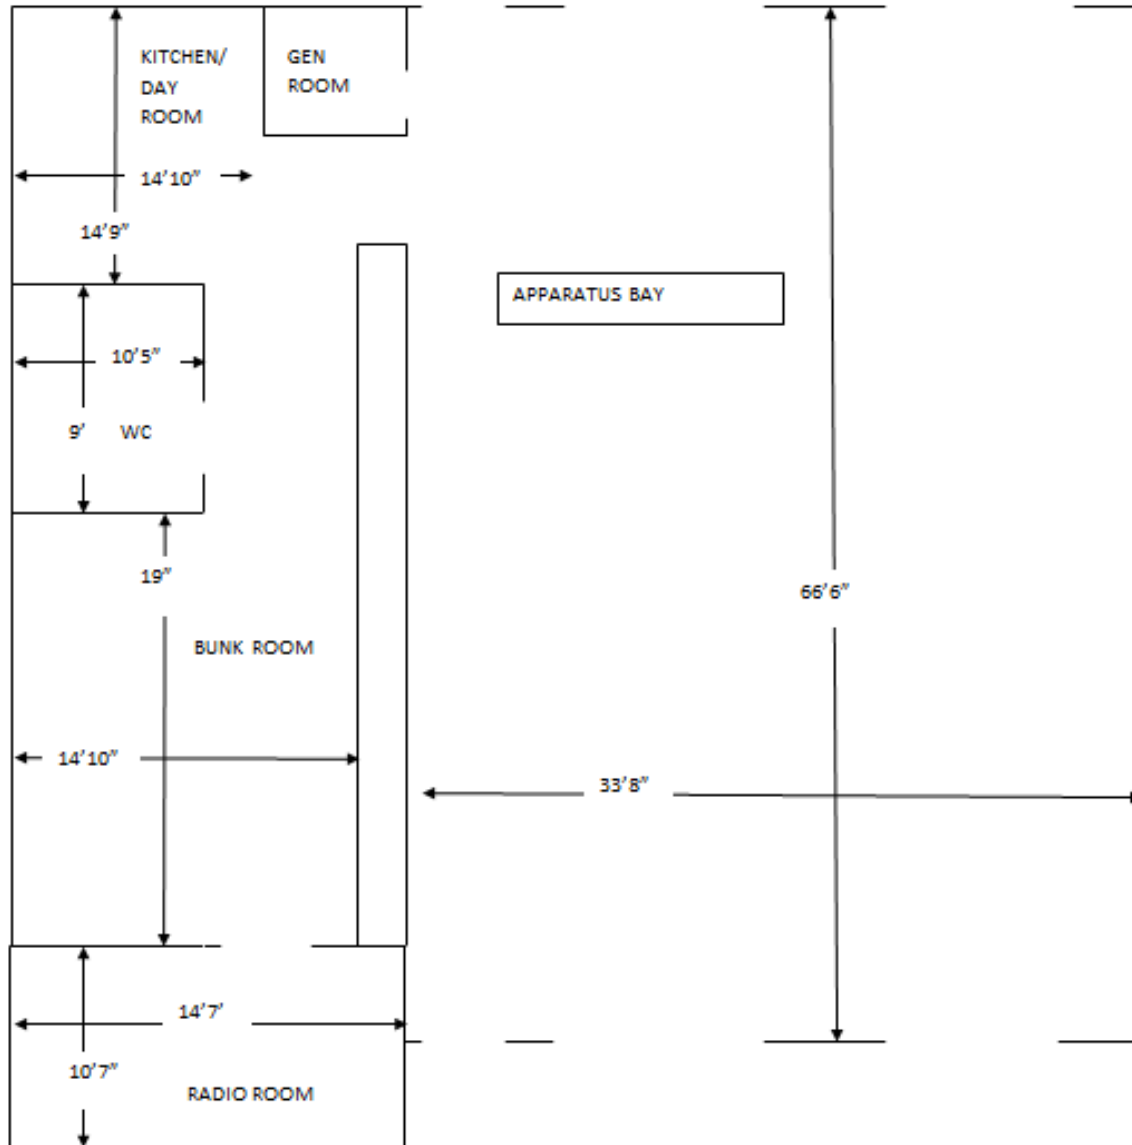 KITCHEN/
DAY
ROOM
GEN
ROOM
14’10”
14’9”
APPARATUS BAY
10’5”
9’
WC
19”
66’6”
BUNK ROOM
14’10”
33’8”
14’7’
10’7”
RADIO ROOM